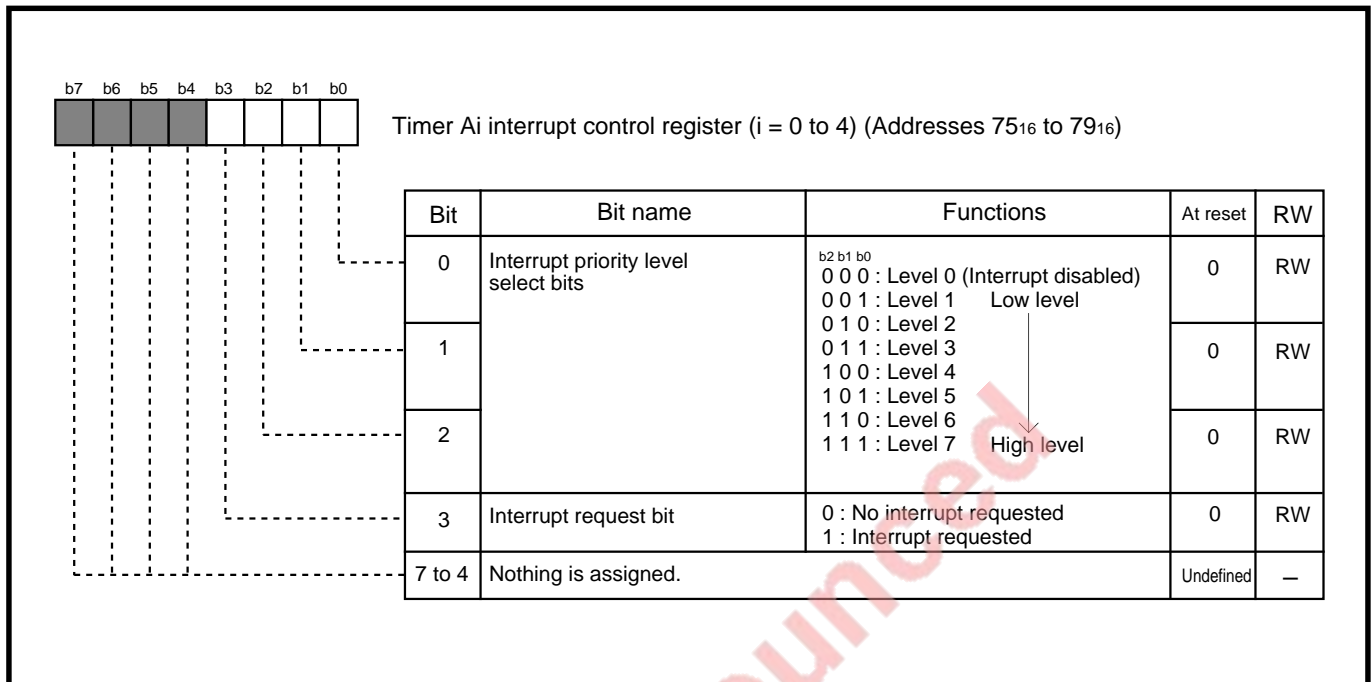 b7 b6 b5 b4 b3 b2 b1 b0
Timer Ai interrupt control register (i = 0 to 4) (Addresses 75₁₆ to 79₁₆)
Bit Bit name Functions At reset RW
0 Interrupt priority level select bits
b2 b1 b0
0 0 0 : Level 0 (Interrupt disabled)
0 0 1 : Level 1 Low level
0 1 0 : Level 2
0 1 1 : Level 3
1 0 0 : Level 4
1 0 1 : Level 5
1 1 0 : Level 6
1 1 1 : Level 7 High level
0 RW
1 0 RW
2 0 RW
3 Interrupt request bit
0 : No interrupt requested
1 : Interrupt requested
0 RW
7 to 4 Nothing is assigned. Undefined –